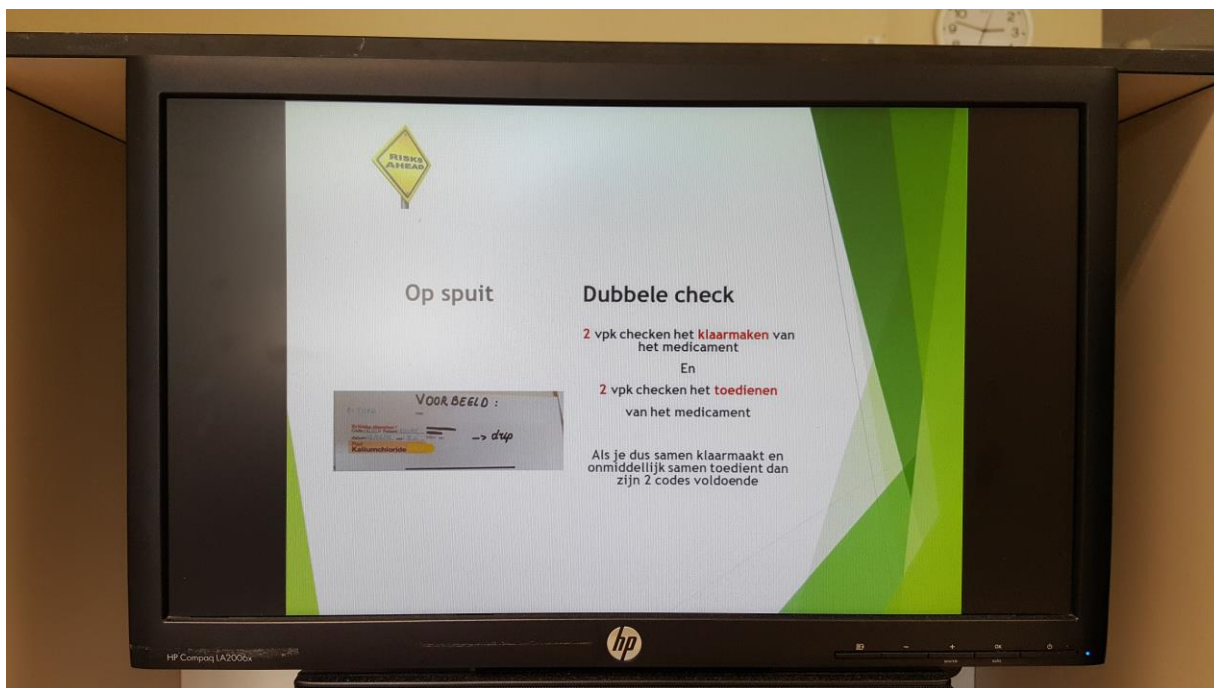 RISKS
AHEAD
Op spuit
Dubbele check
2 vpk checken het klaarmaken van
het medicament
En
2 vpk checken het toedienen
van het medicament
Als je dus samen klaarmaakt en
onmiddellijk samen toedient dan
zijn 2 codes voldoende
VOORBEELD :
-> drip
Kaliumchloride
hp
HP Compaq LA2006x